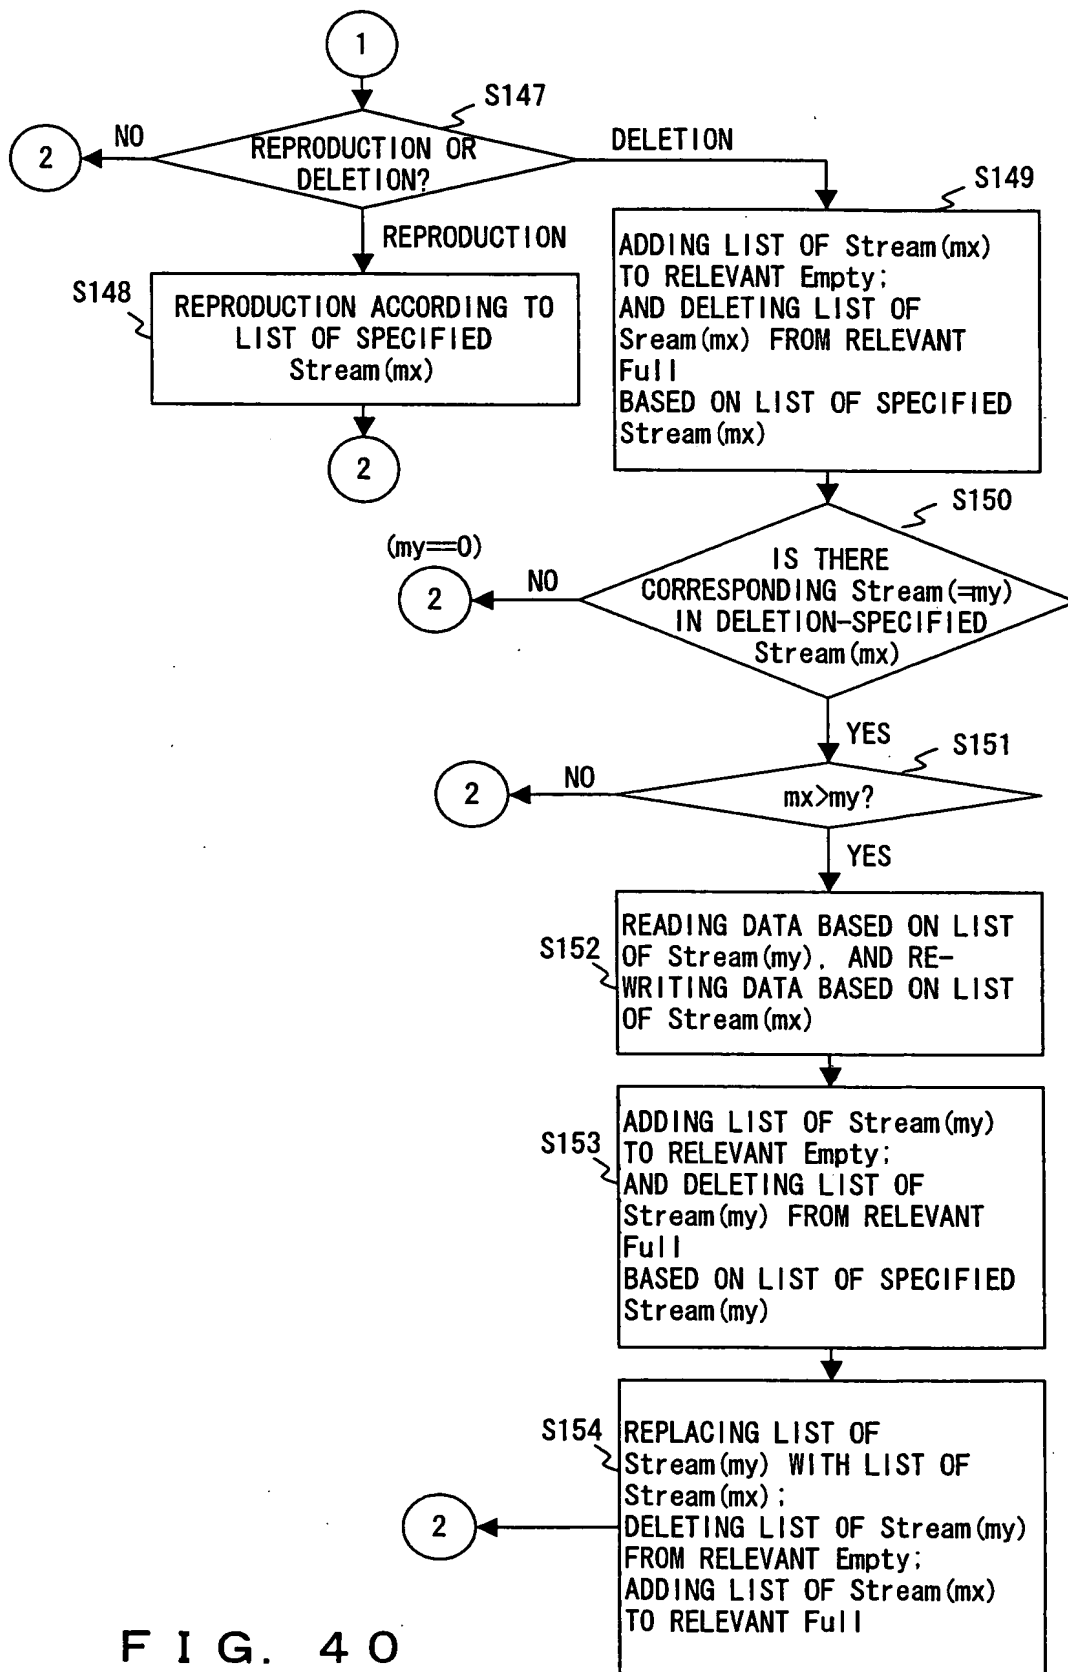 1
S147
NO
2
REPRODUCTION OR
DELETION?
DELETION
REPRODUCTION
S148
REPRODUCTION ACCORDING TO
LIST OF SPECIFIED
Stream(mx)
2
S149
ADDING LIST OF Stream(mx)
TO RELEVANT Empty;
AND DELETING LIST OF
Sream(mx) FROM RELEVANT
Full
BASED ON LIST OF SPECIFIED
Stream(mx)
S150
(my==0)
2
NO
IS THERE
CORRESPONDING Stream(=my)
IN DELETION-SPECIFIED
Stream(mx)
YES
S151
2
NO
mx>my?
YES
S152
READING DATA BASED ON LIST
OF Stream(my), AND RE-
WRITING DATA BASED ON LIST
OF Stream(mx)
S153
ADDING LIST OF Stream(my)
TO RELEVANT Empty;
AND DELETING LIST OF
Stream(my) FROM RELEVANT
Full
BASED ON LIST OF SPECIFIED
Stream(my)
S154
REPLACING LIST OF
Stream(my) WITH LIST OF
Stream(mx);
DELETING LIST OF Stream(my)
FROM RELEVANT Empty;
ADDING LIST OF Stream(mx)
TO RELEVANT Full
2
FIG. 40